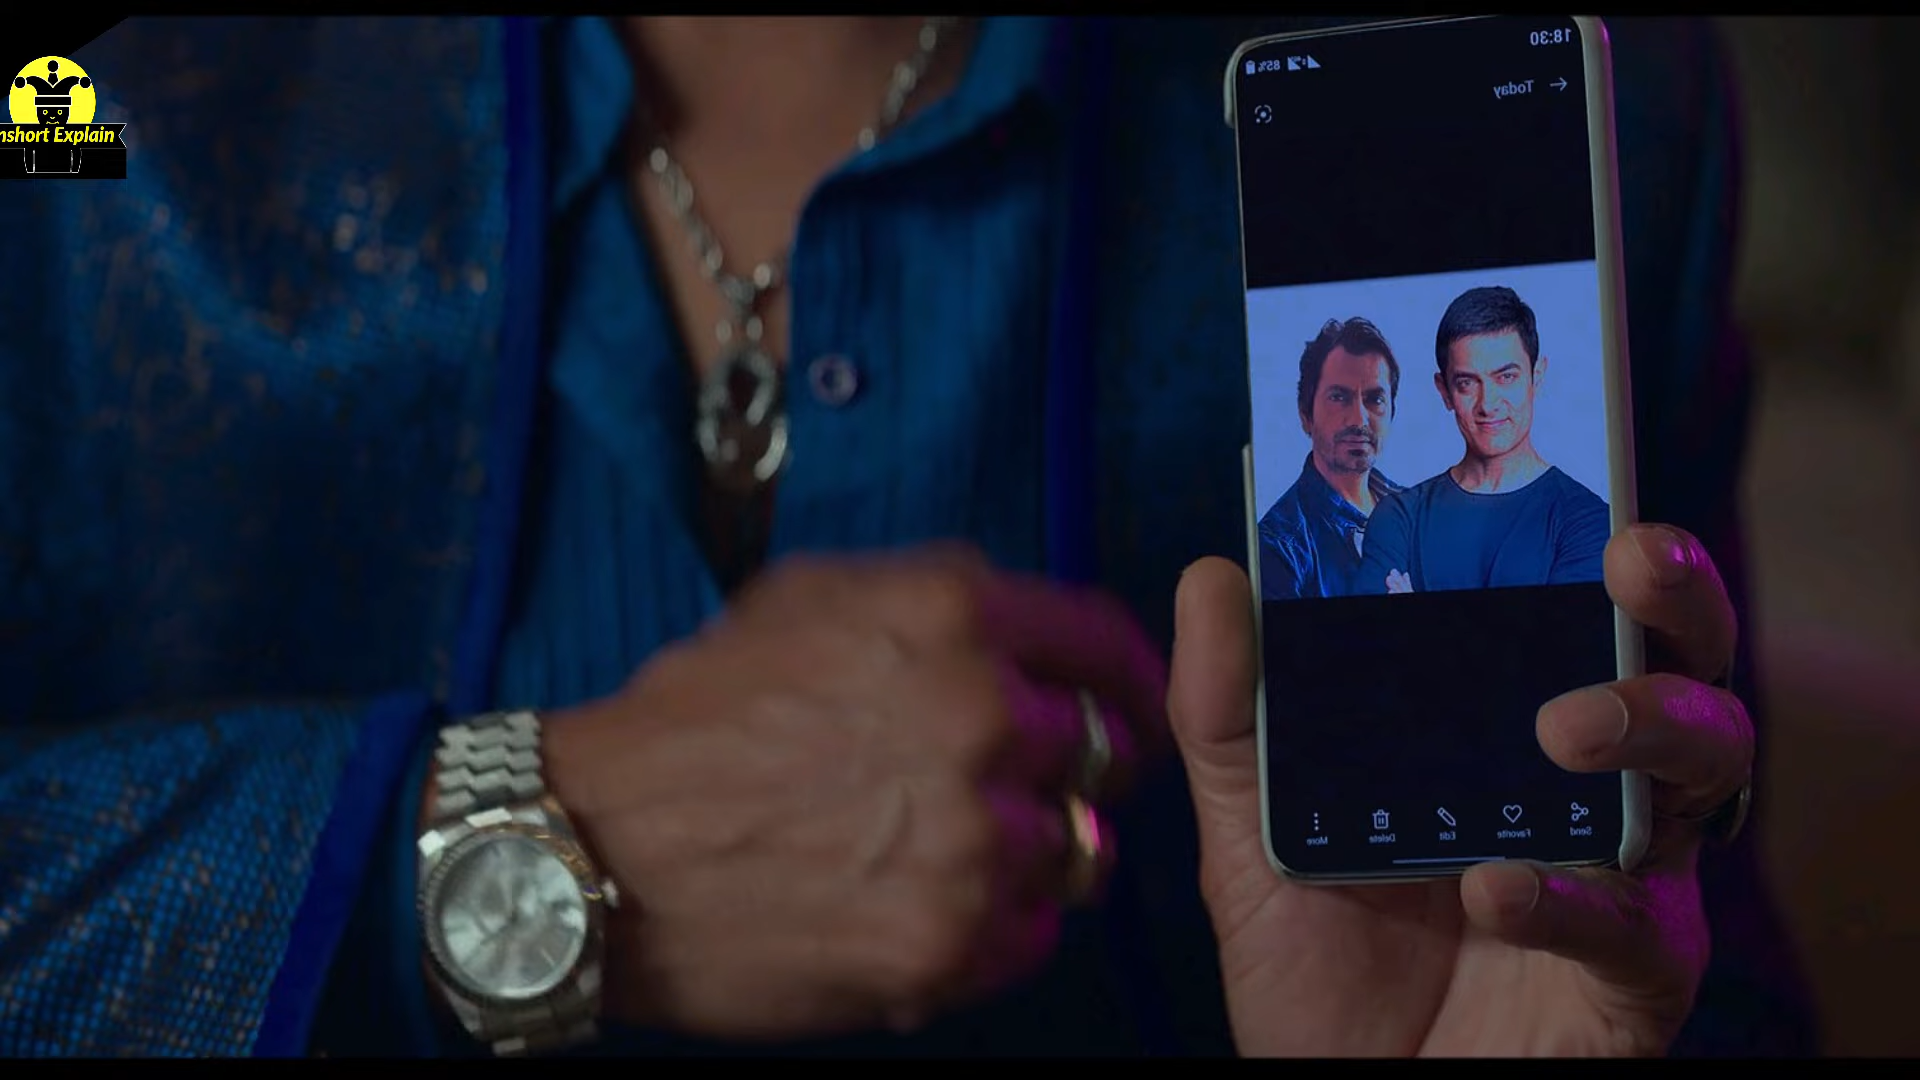 nshort Explain
18:30
85%
Today
More
Delete
Edit
Favorite
Send